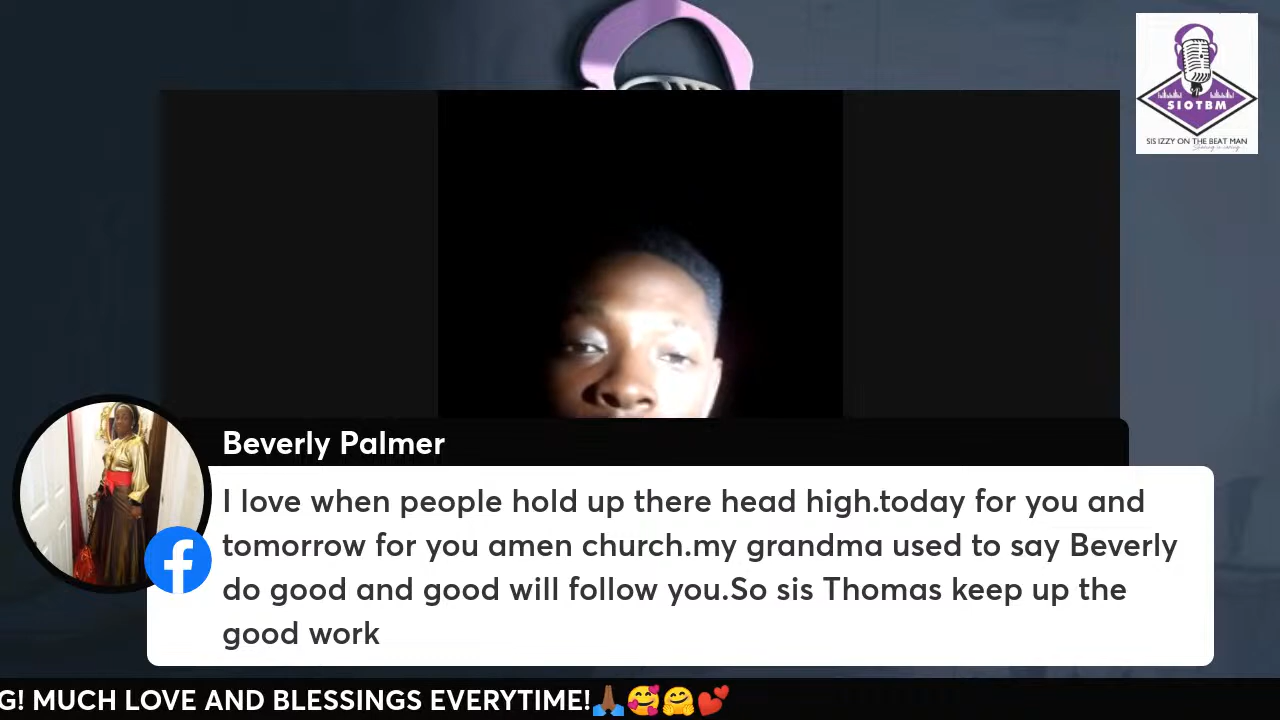 SIOTBM
SIS IZZY ON THE BEAT MAN
Beverly Palmer
I love when people hold up there head high.today for you and
tomorrow for you amen church.my grandma used to say Beverly
do good and good will follow you.So sis Thomas keep up the
good work
G! MUCH LOVE AND BLESSINGS EVERYTIME!🙏🏾🥰🤗💕